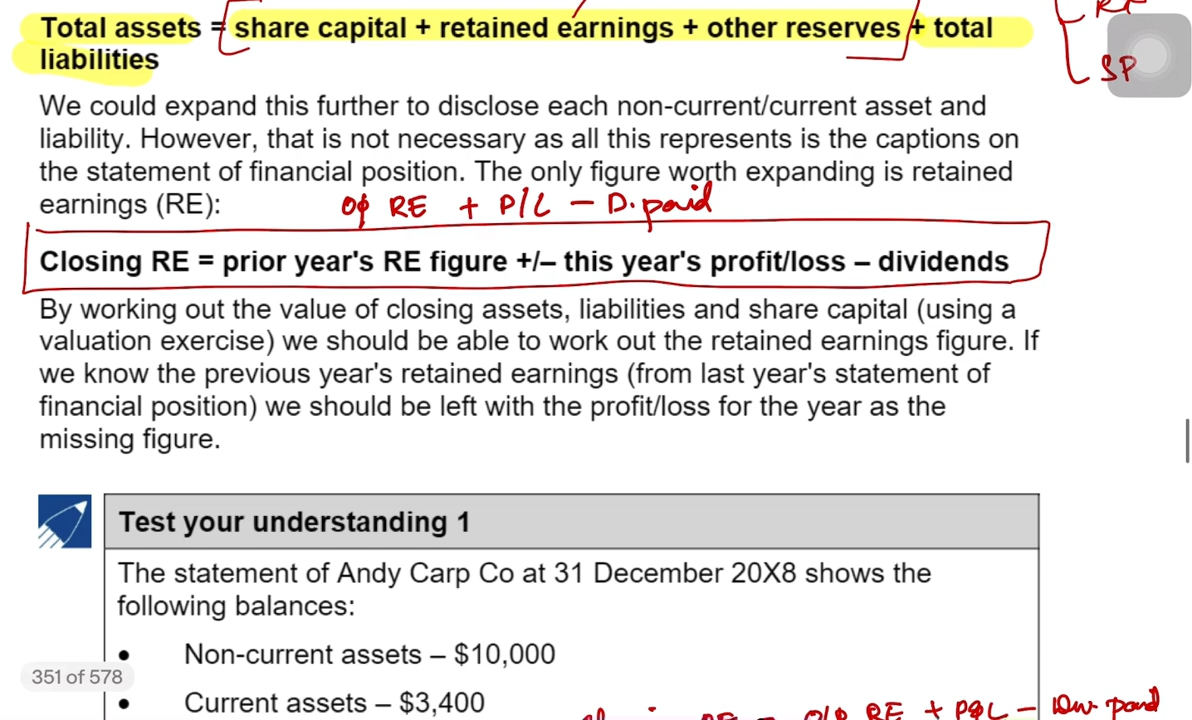 Total assets = share capital + retained earnings + other reserves + total
liabilities
SP
We could expand this further to disclose each non-current/current asset and
liability. However, that is not necessary as all this represents is the captions on
the statement of financial position. The only figure worth expanding is retained
earnings (RE):
op RE + P/L – D. paid
Closing RE = prior year's RE figure +/– this year's profit/loss – dividends
By working out the value of closing assets, liabilities and share capital (using a
valuation exercise) we should be able to work out the retained earnings figure. If
we know the previous year's retained earnings (from last year's statement of
financial position) we should be left with the profit/loss for the year as the
missing figure.
Test your understanding 1
The statement of Andy Carp Co at 31 December 20X8 shows the
following balances:
• Non-current assets – $10,000
351 of 578
• Current assets – $3,400
RE + P&L – Div. paid